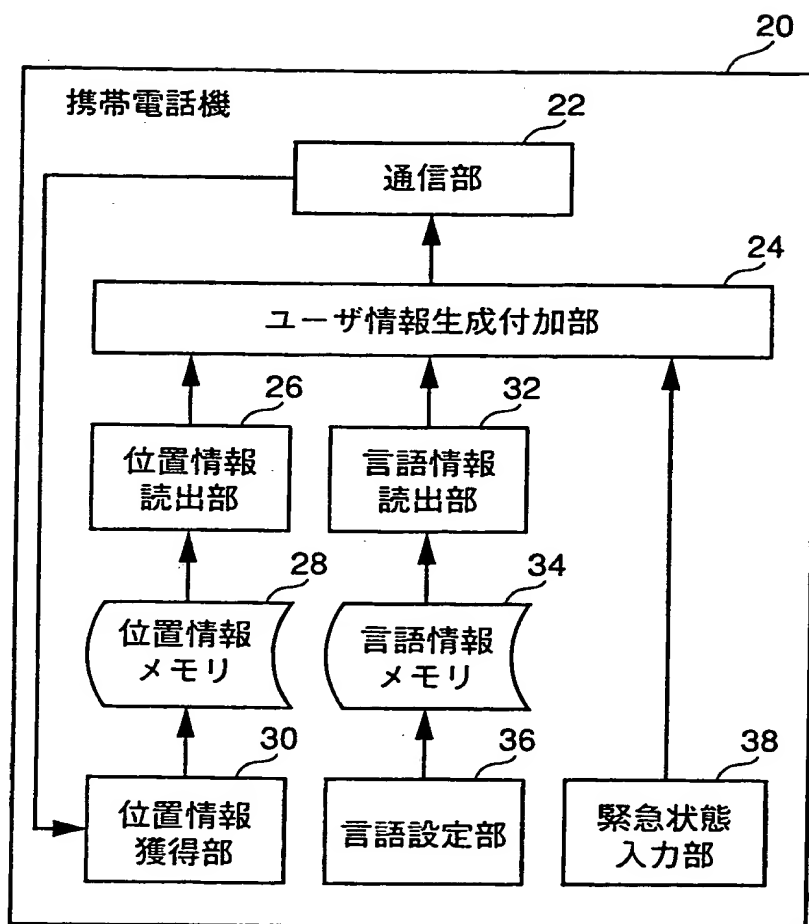 20
携帯電話機
22
通信部
24
ユーザ情報生成付加部
26
位置情報
読出部
32
言語情報
読出部
28
位置情報
メモリ
34
言語情報
メモリ
30
位置情報
獲得部
36
言語設定部
38
緊急状態
入力部